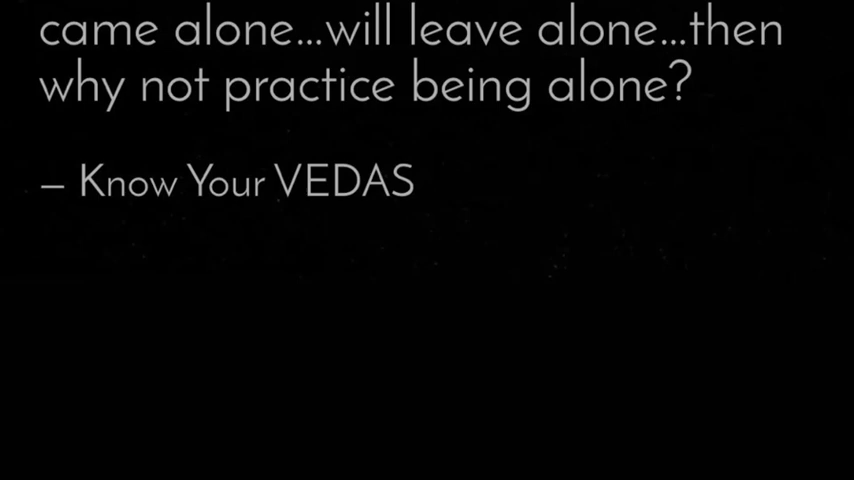 came alone...will leave alone...then
why not practice being alone?
– Know Your VEDAS